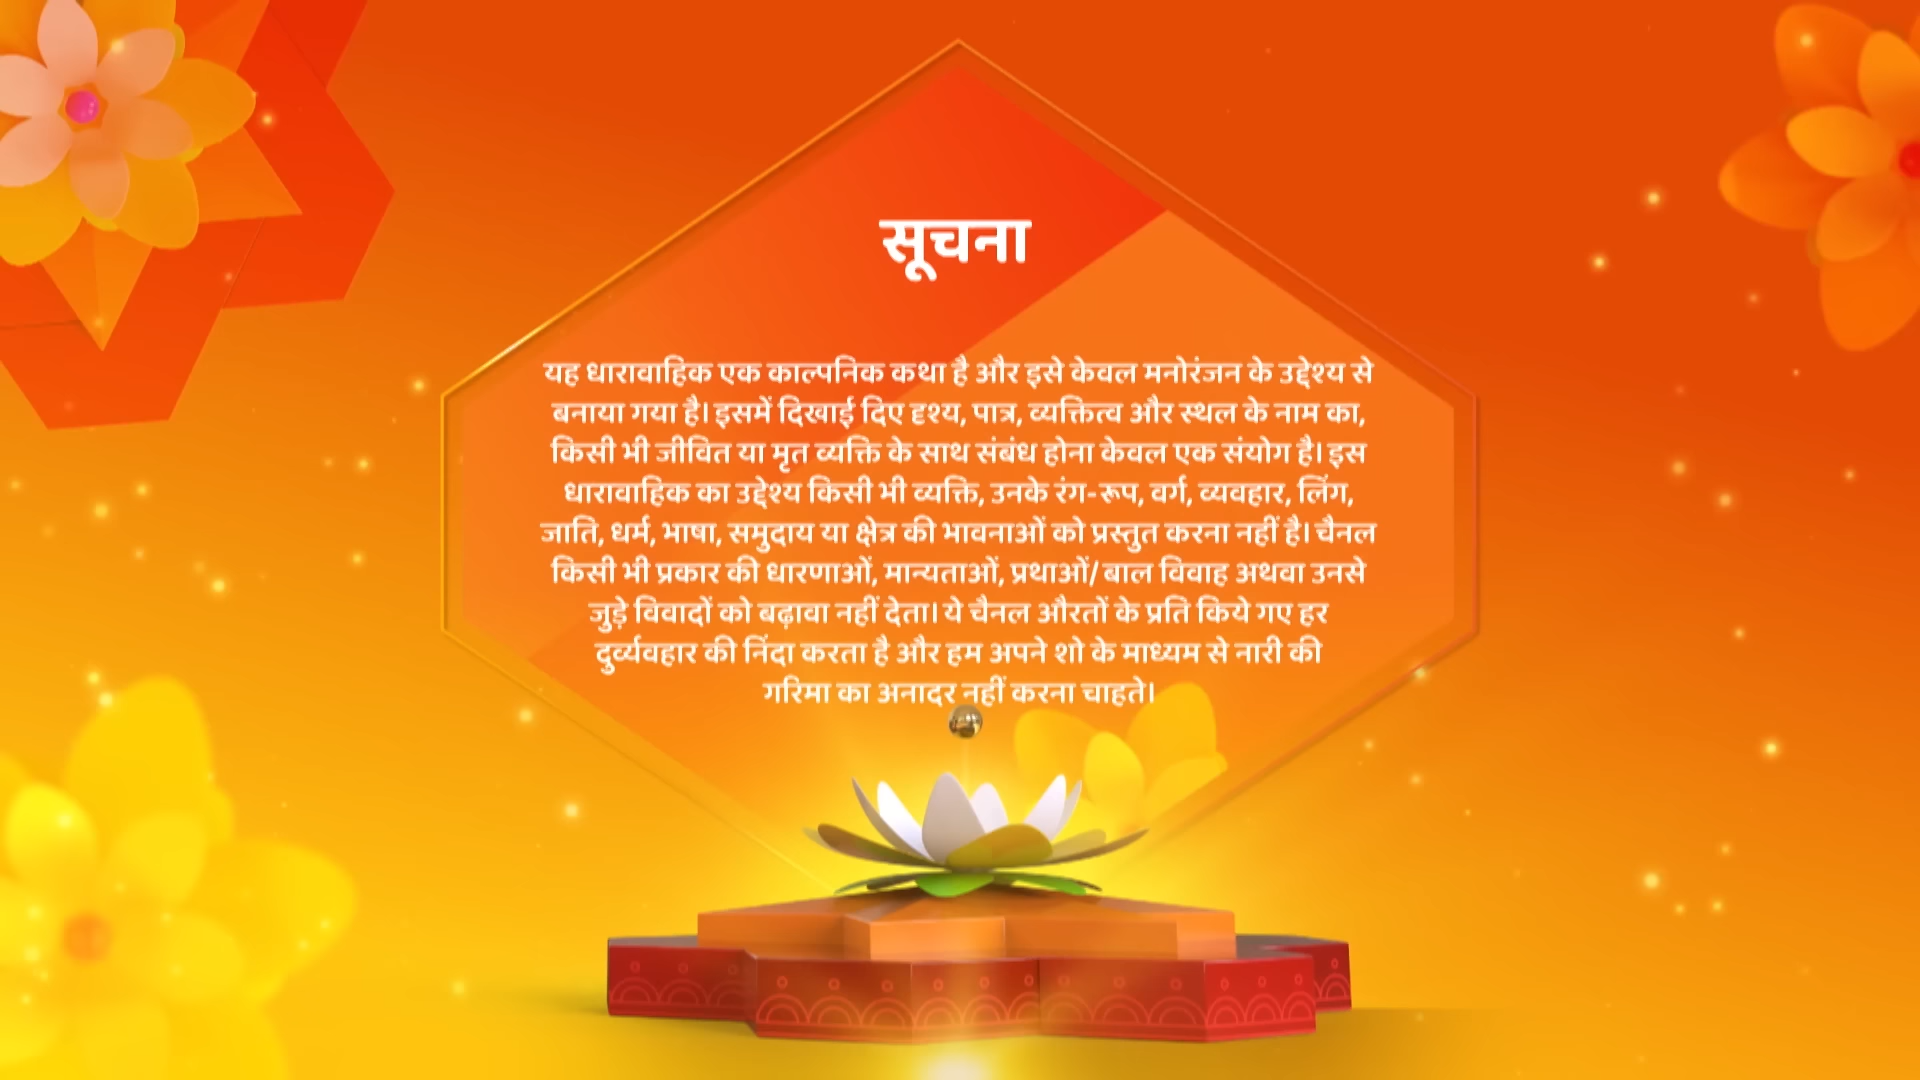 सूचना
यह धारावाहिक एक काल्पनिक कथा है और इसे केवल मनोरंजन के उद्देश्य से
बनाया गया है। इसमें दिखाई दिए दृश्य, पात्र, व्यक्तित्व और स्थल के नाम का,
किसी भी जीवित या मृत व्यक्ति के साथ संबंध होना केवल एक संयोग है। इस
धारावाहिक का उद्देश्य किसी भी व्यक्ति, उनके रंग-रूप, वर्ग, व्यवहार, लिंग,
जाति, धर्म, भाषा, समुदाय या क्षेत्र की भावनाओं को प्रस्तुत करना नहीं है। चैनल
किसी भी प्रकार की धारणाओं, मान्यताओं, प्रथाओं/ बाल विवाह अथवा उनसे
जुड़े विवादों को बढ़ावा नहीं देता। ये चैनल औरतों के प्रति किये गए हर
दुर्व्यवहार की निंदा करता है और हम अपने शो के माध्यम से नारी की
गरिमा का अनादर नहीं करना चाहते।